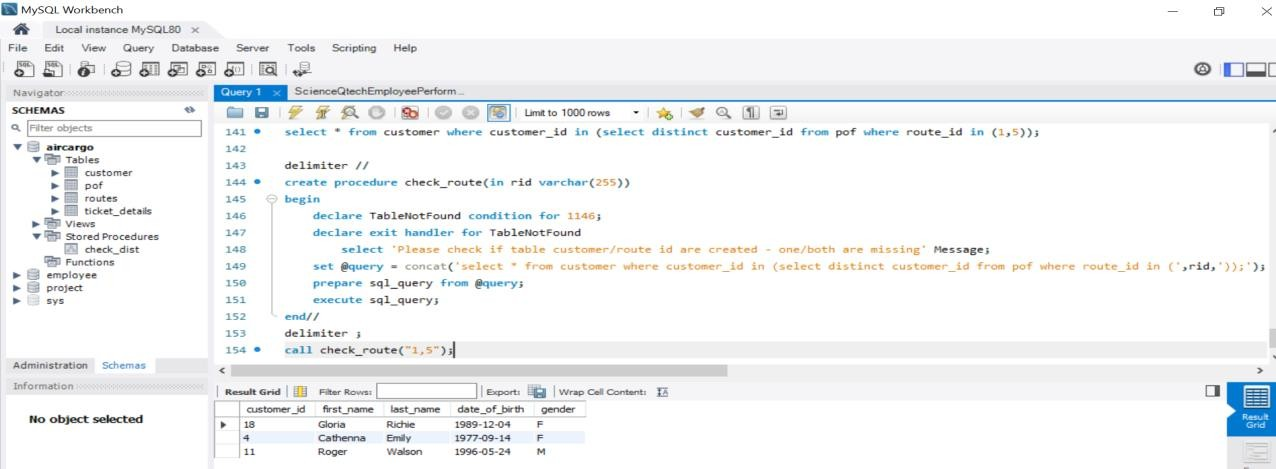 MySQL Workbench
Local instance MySQL80
File Edit View Query Database Server Tools Scripting Help
Navigator
SCHEMAS
Filter objects
aircargo
Tables
customer
pof
routes
ticket_details
Views
Stored Procedures
check_dist
Functions
employee
project
sys
Administration Schemas
Information
No object selected
Query 1 ScienceQtechEmployeePerform...
Limit to 1000 rows
141 select * from customer where customer_id in (select distinct customer_id from pof where route_id in (1,5));
142
143 delimiter //
144 create procedure check_route(in rid varchar(255))
145 begin
146 declare TableNotFound condition for 1146;
147 declare exit handler for TableNotFound
148 select 'Please check if table customer/route id are created - one/both are missing' Message;
149 set @query = concat('select * from customer where customer_id in (select distinct customer_id from pof where route_id in (',rid,'));');
150 prepare sql_query from @query;
151 execute sql_query;
152 end//
153 delimiter ;
154 call check_route("1,5");
Result Grid Filter Rows: Export: Wrap Cell Content:
customer_id first_name last_name date_of_birth gender
18 Gloria Richie 1989-12-04 F
4 Cathenna Emily 1977-09-14 F
11 Roger Walson 1996-05-24 M
Result
Grid